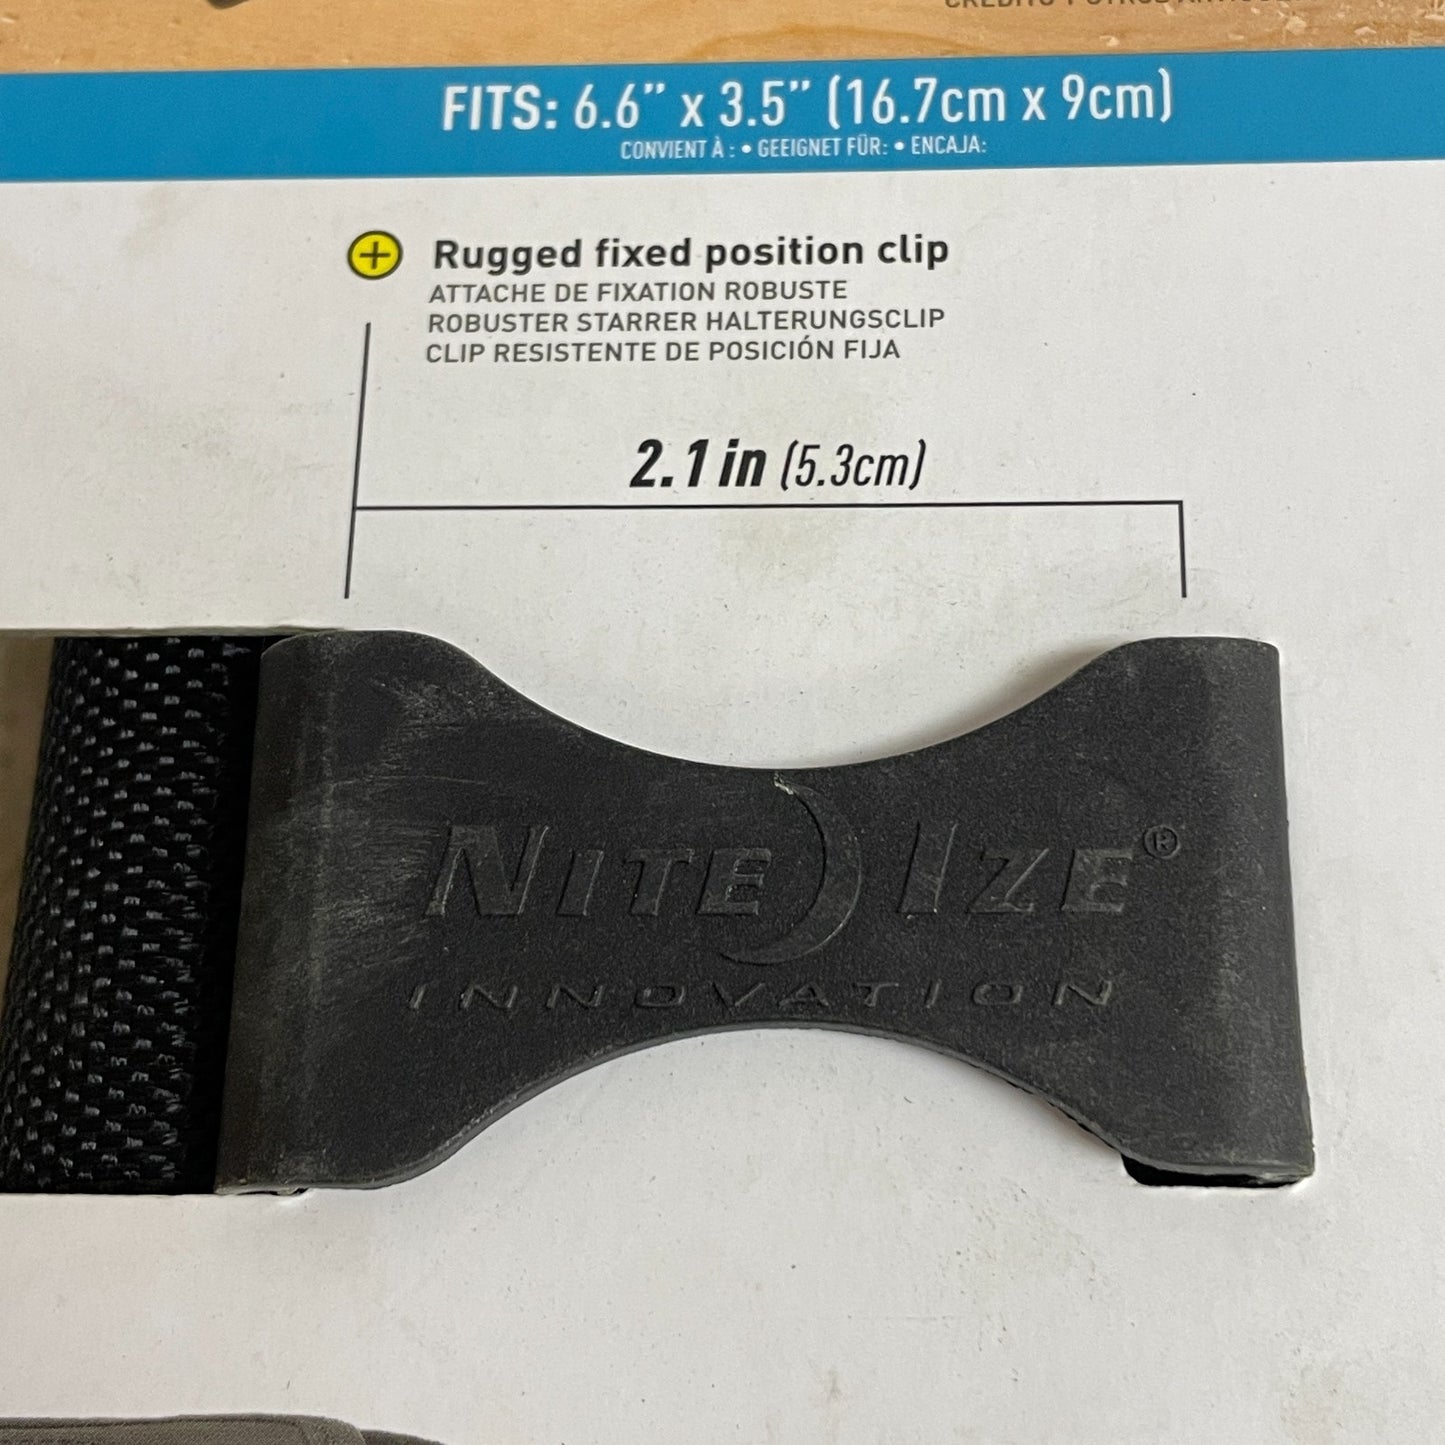 FITS: 6.6" x 3.5" (16.7cm x 9cm)
CONVIENT À : • GEEIGNET FÜR: • ENCAJA:
Rugged fixed position clip
ATTACHE DE FIXATION ROBUSTE
ROBUSTER STARRER HALTERUNGSCLIP
CLIP RESISTENTE DE POSICIÓN FIJA
2.1 in (5.3cm)
NITE IZE®
INNOVATION